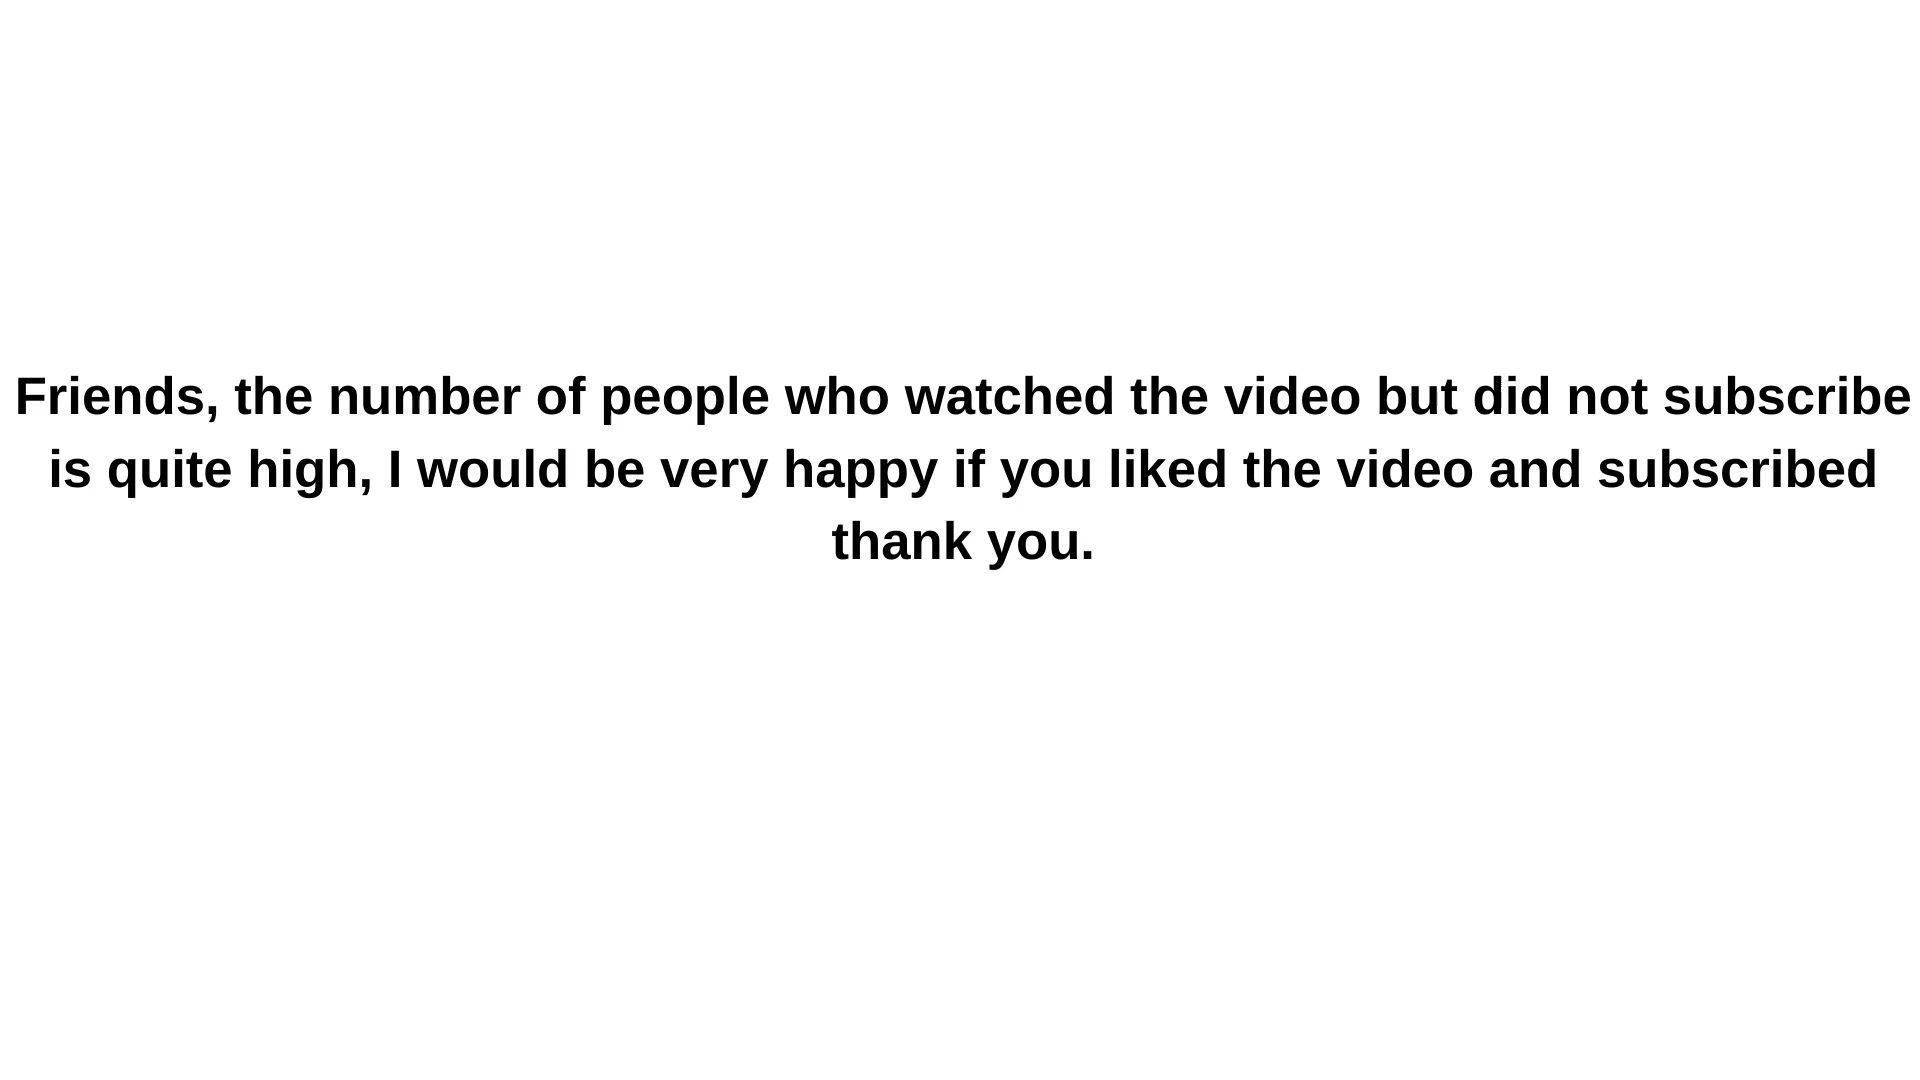 Friends, the number of people who watched the video but did not subscribe
is quite high, I would be very happy if you liked the video and subscribed
thank you.